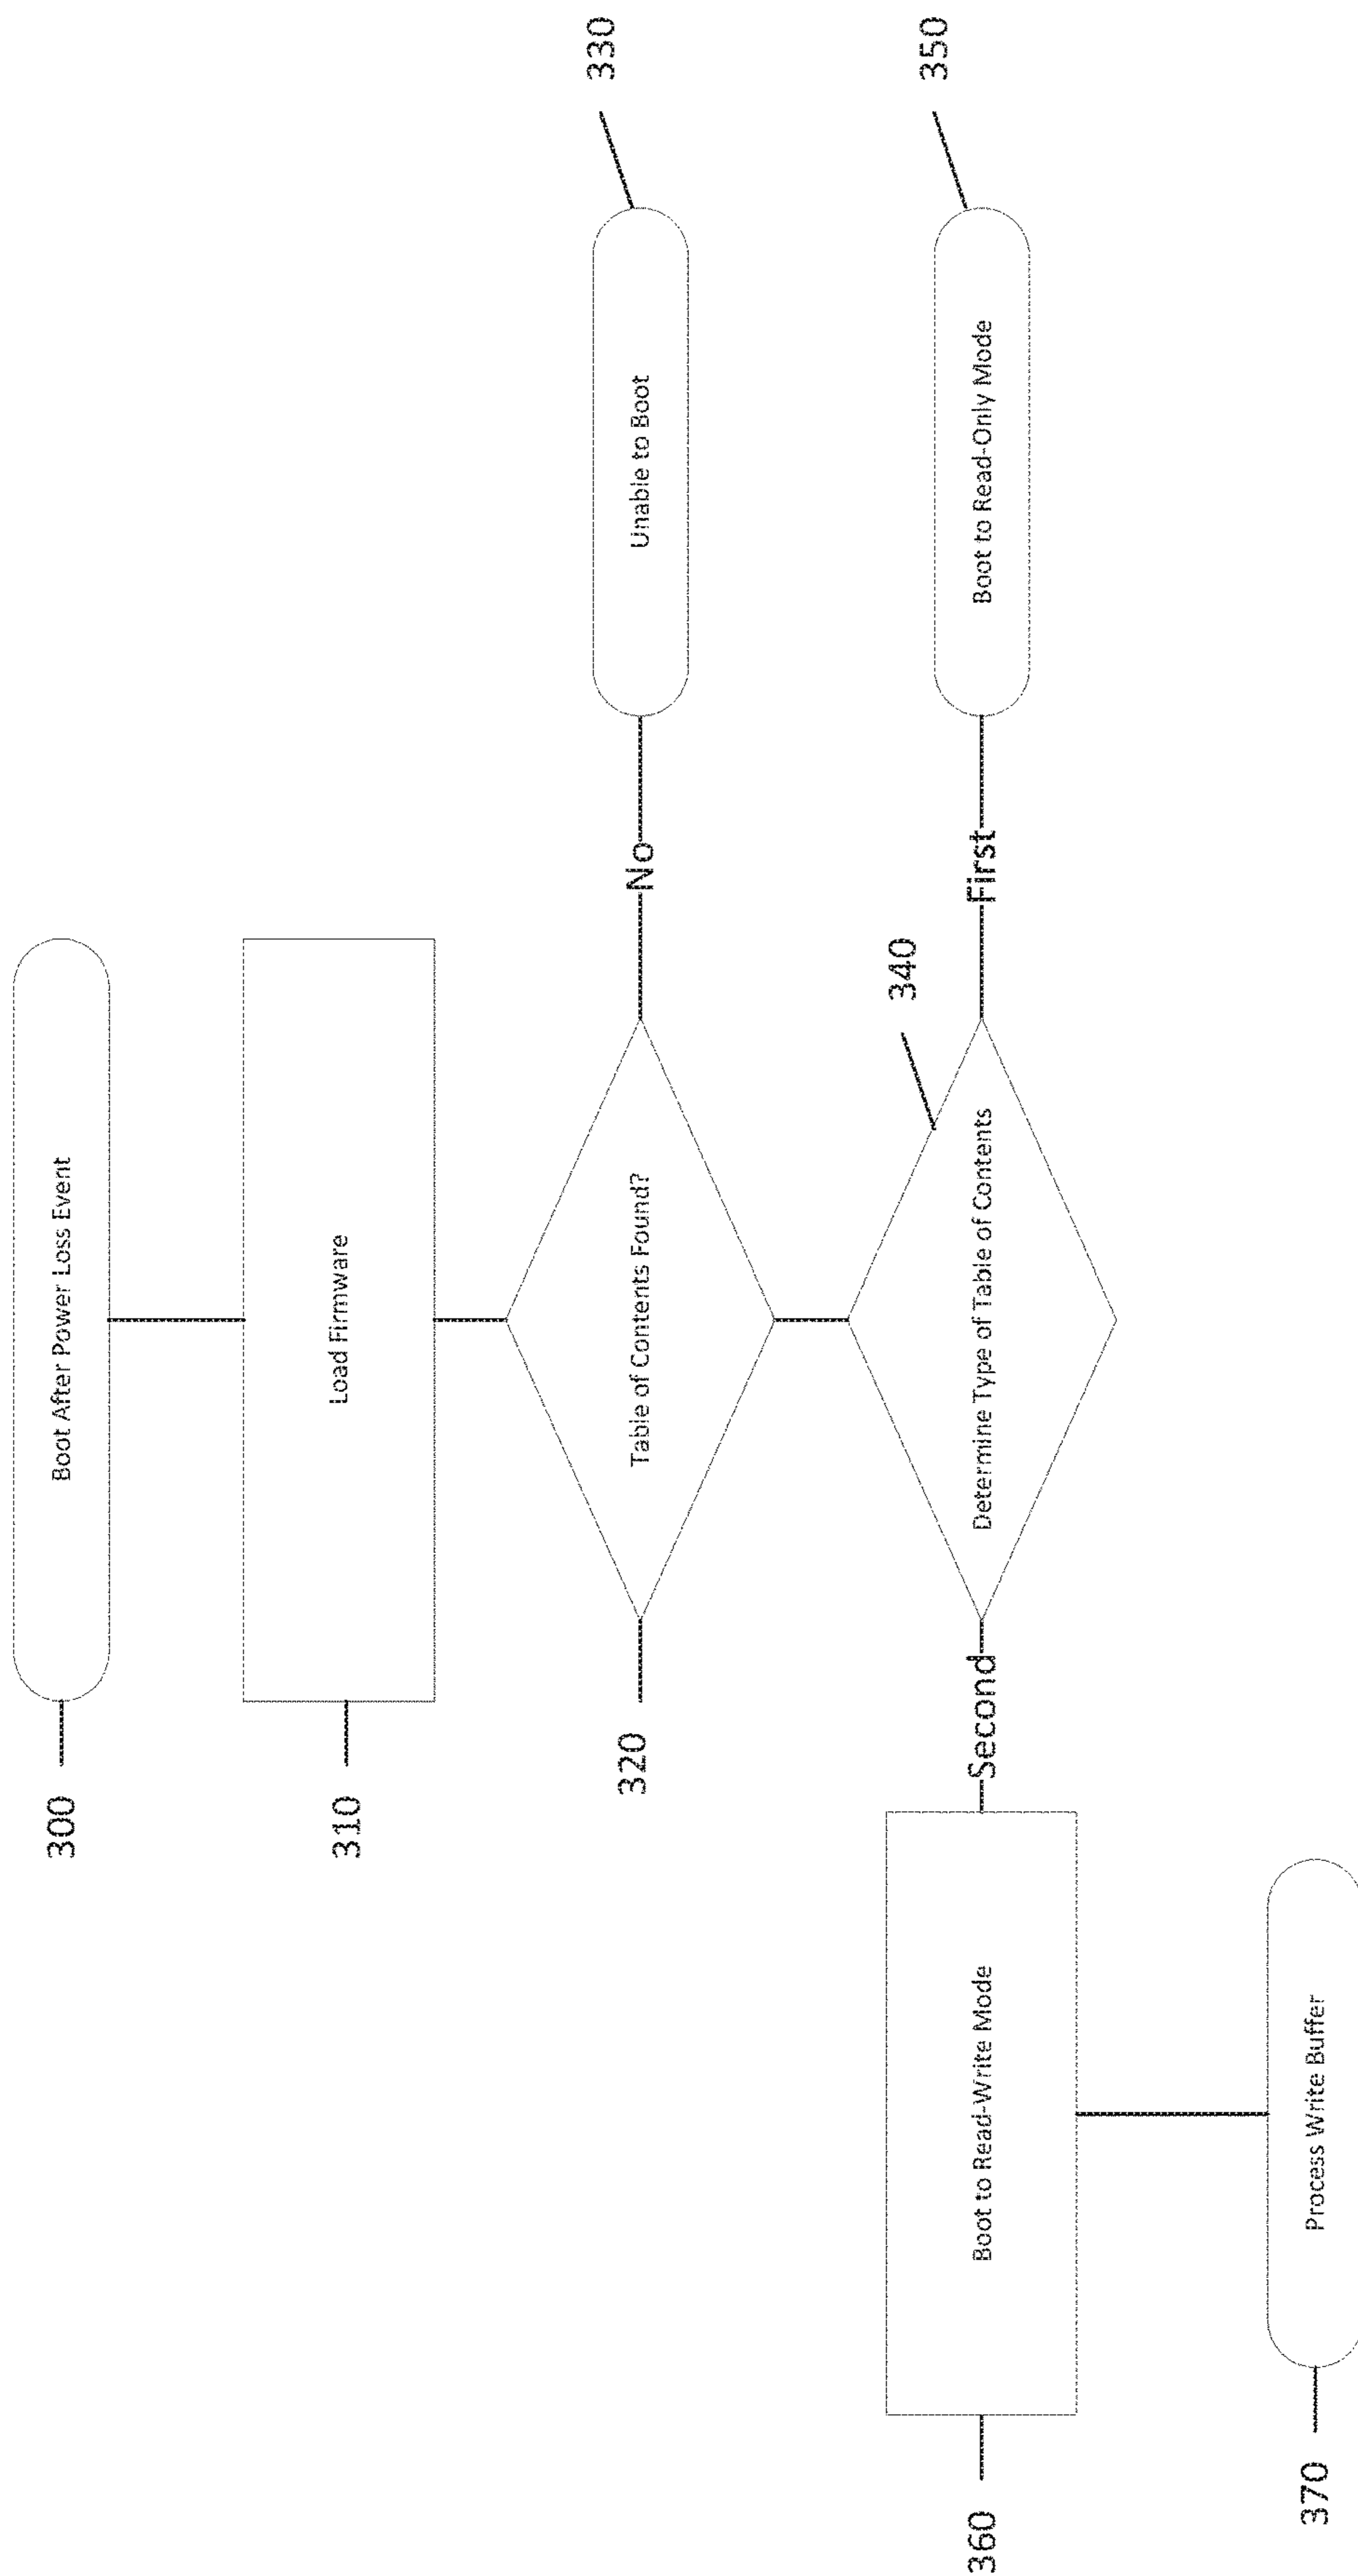 300
Boot After Power Loss Event
310
Load Firmware
320
Table of Contents Found?
No
Unable to Boot
330
340
Determine Type of Table of Contents
First
Boot to Read-Only Mode
350
Second
Boot to Read-Write Mode
360
Process Write Buffer
370